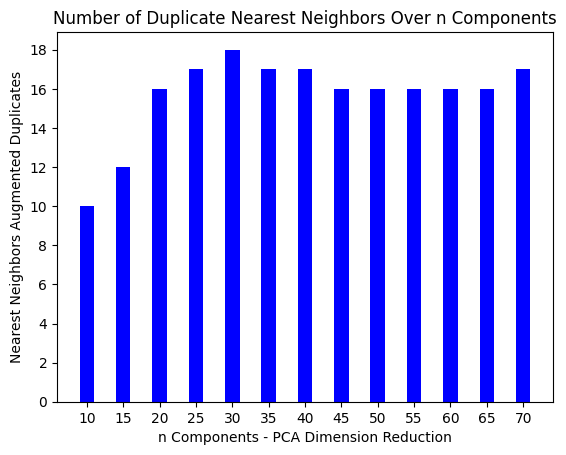 Number of Duplicate Nearest Neighbors Over n Components
Nearest Neighbors Augmented Duplicates
18
16
14
12
10
8
6
4
2
0
10 15 20 25 30 35 40 45 50 55 60 65 70
n Components - PCA Dimension Reduction